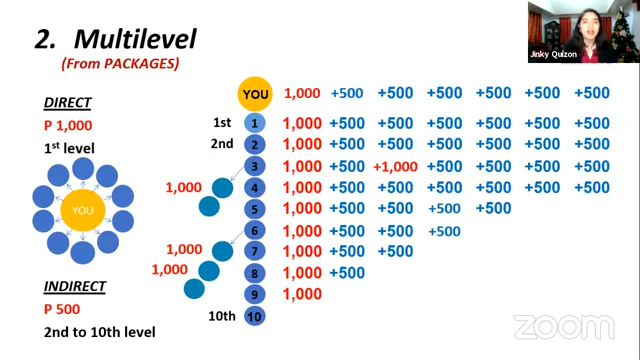 2. Multilevel
(From PACKAGES)
Jinky Quizon
DIRECT
P 1,000
1st level
YOU
INDIRECT
P 500
2nd to 10th level
YOU 1,000 +500 +500 +500 +500 +500 +500
1st 1 1,000 +500 +500 +500 +500 +500 +500
2nd 2 1,000 +500 +500 +500 +500 +500 +500
3 1,000 +500 +1,000 +500 +500 +500 +500
1,000 4 1,000 +500 +500 +500 +500 +500 +500
5 1,000 +500 +500 +500 +500
6 1,000 +500 +500 +500
1,000 7 1,000 +500 +500
1,000 8 1,000 +500
9 1,000
10th 10
zoom